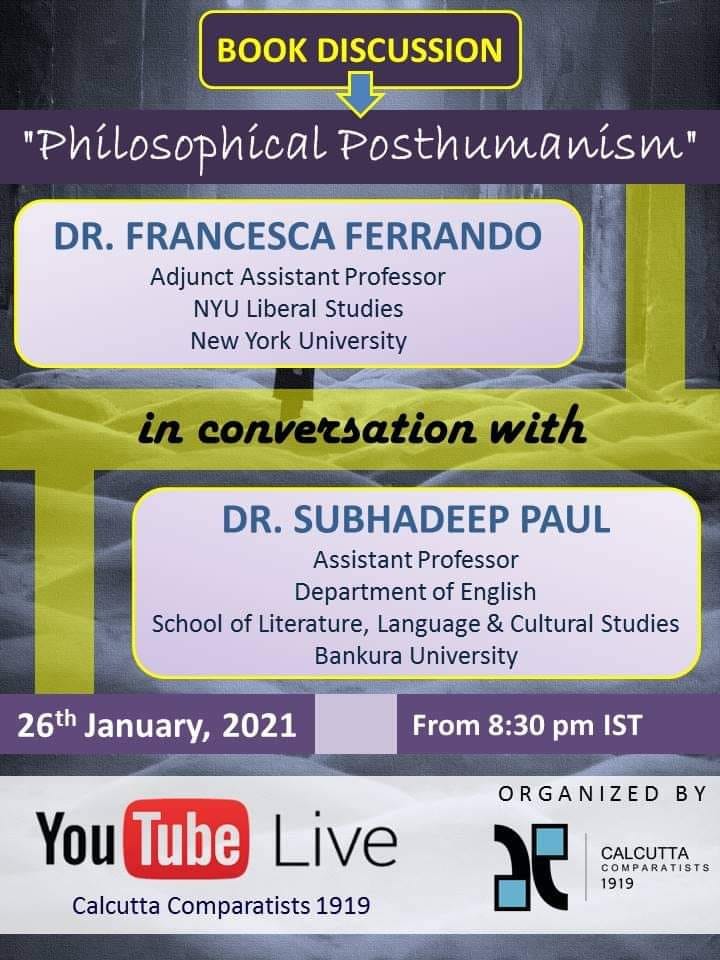 BOOK DISCUSSION
"Philosophical Posthumanism"
DR. FRANCESCA FERRANDO
Adjunct Assistant Professor
NYU Liberal Studies
New York University
in conversation with
DR. SUBHADEEP PAUL
Assistant Professor
Department of English
School of Literature, Language & Cultural Studies
Bankura University
26th January, 2021
From 8:30 pm IST
ORGANIZED BY
YouTube Live
Calcutta Comparatists 1919
CALCUTTA
COMPARATISTS
1919